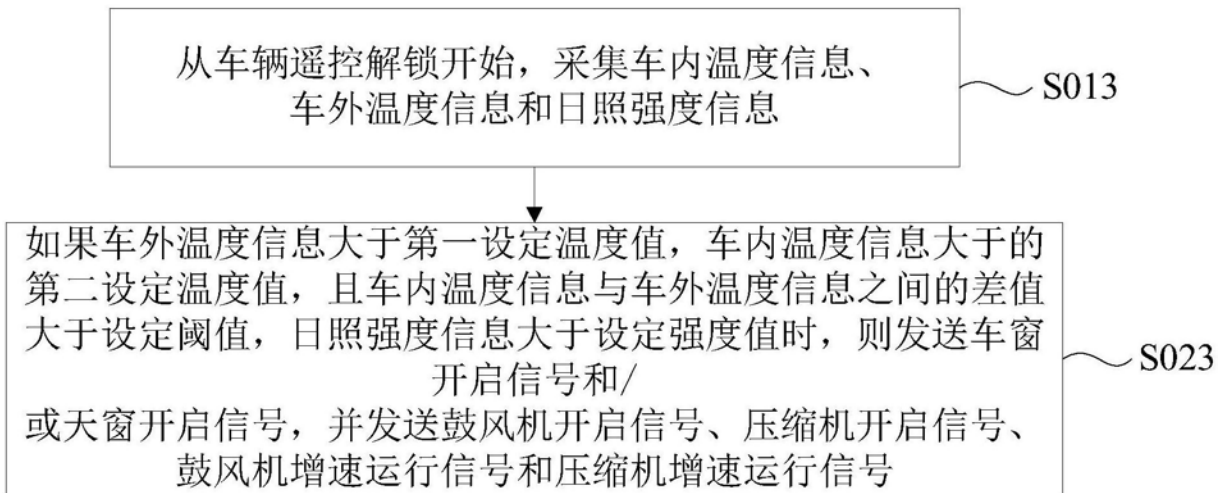 从车辆遥控解锁开始，采集车内温度信息、
车外温度信息和日照强度信息
S013
如果车外温度信息大于第一设定温度值，车内温度信息大于的
第二设定温度值，且车内温度信息与车外温度信息之间的差值
大于设定阈值，日照强度信息大于设定强度值时，则发送车窗
开启信号和/
或天窗开启信号，并发送鼓风机开启信号、压缩机开启信号、
鼓风机增速运行信号和压缩机增速运行信号
S023